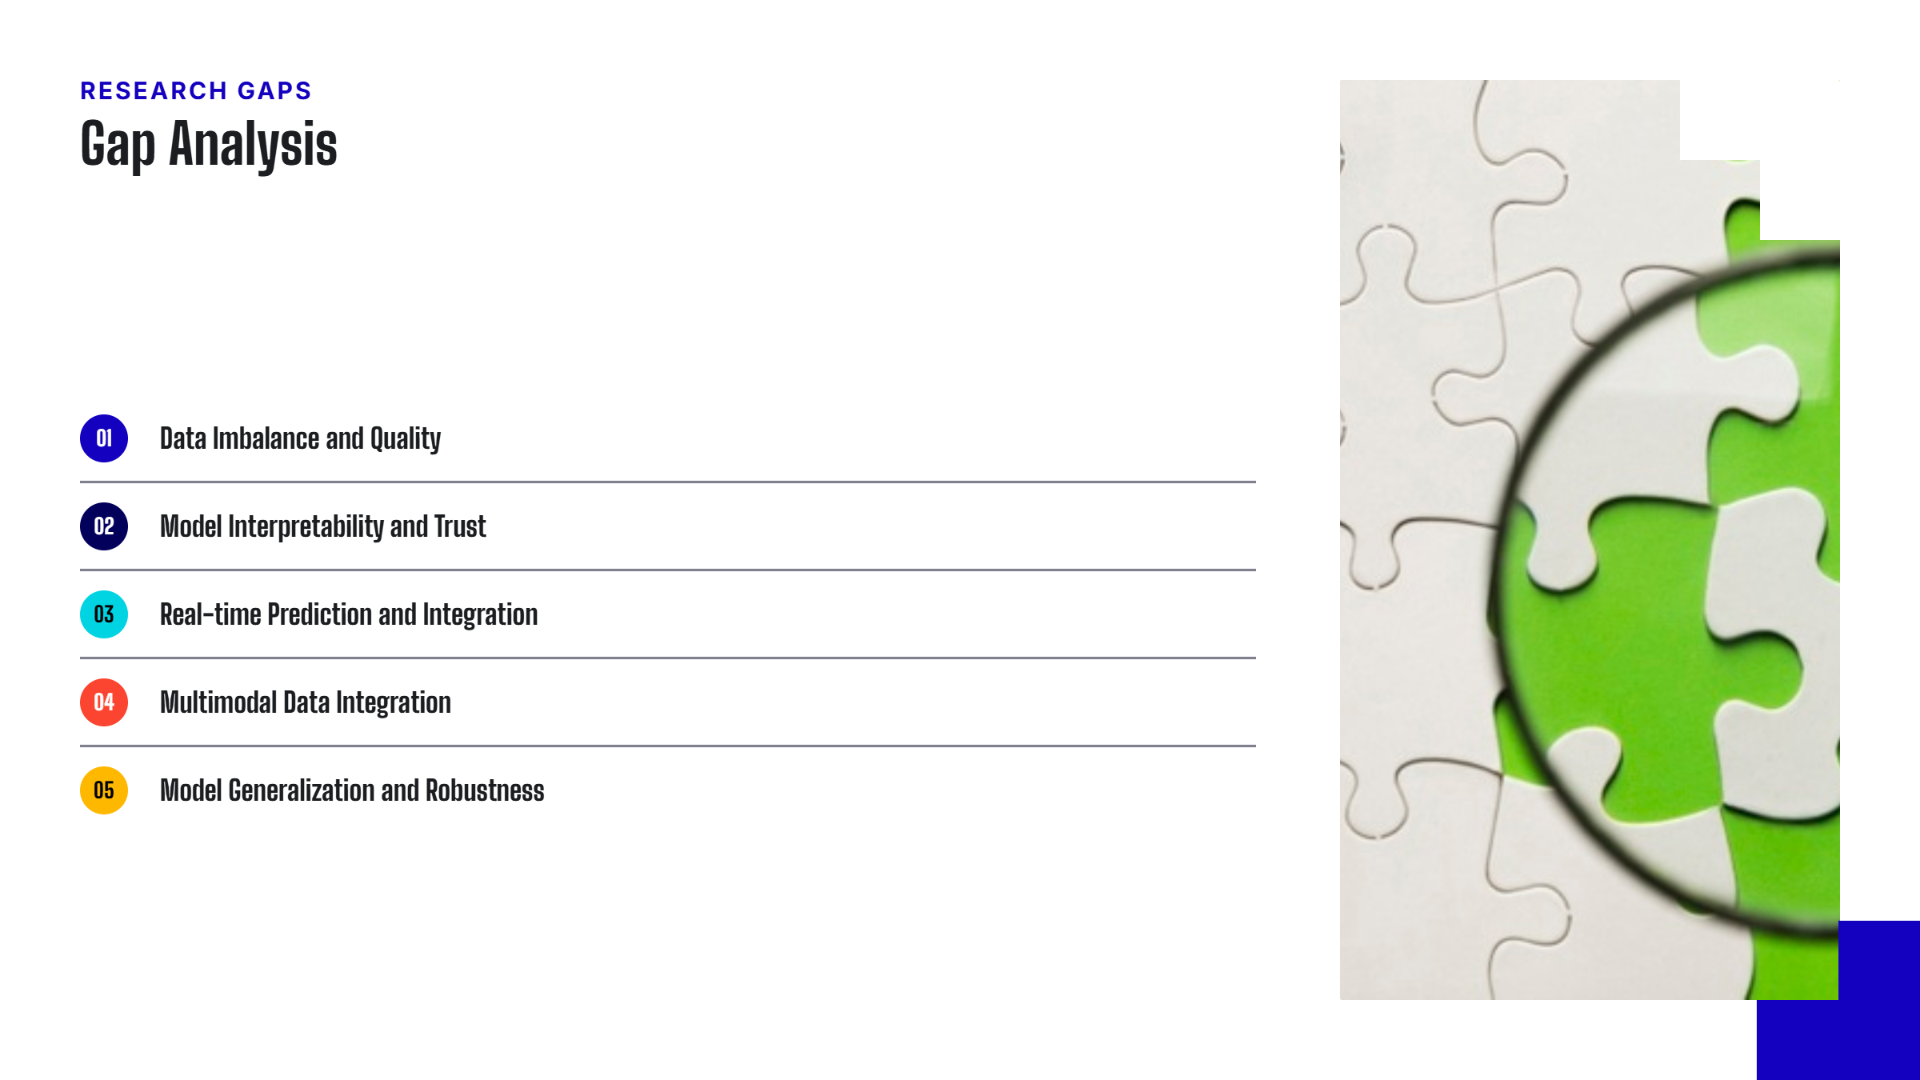 RESEARCH GAPS
Gap Analysis
01 Data Imbalance and Quality
02 Model Interpretability and Trust
03 Real-time Prediction and Integration
04 Multimodal Data Integration
05 Model Generalization and Robustness